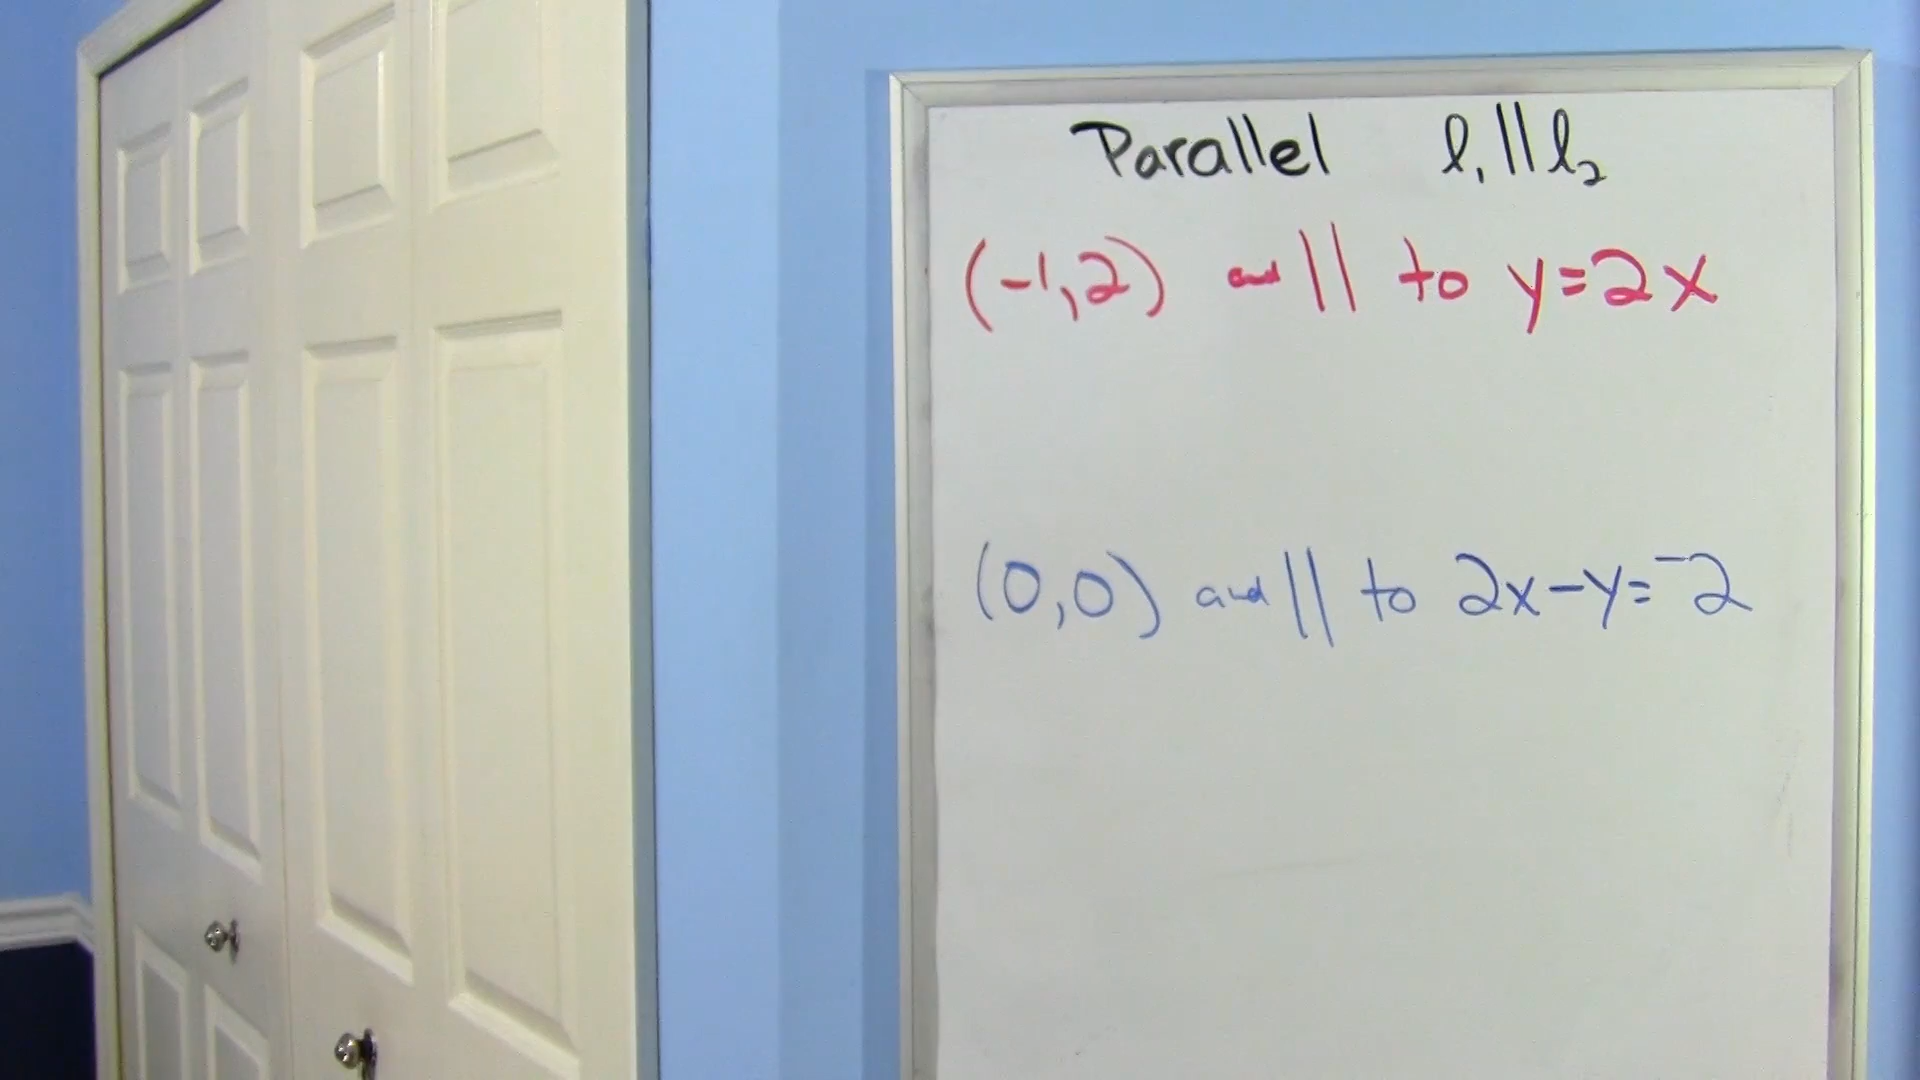 Parallel l₁ || l₂
(-1,2) and || to y=2x
(0,0) and || to 2x-y=⁻2